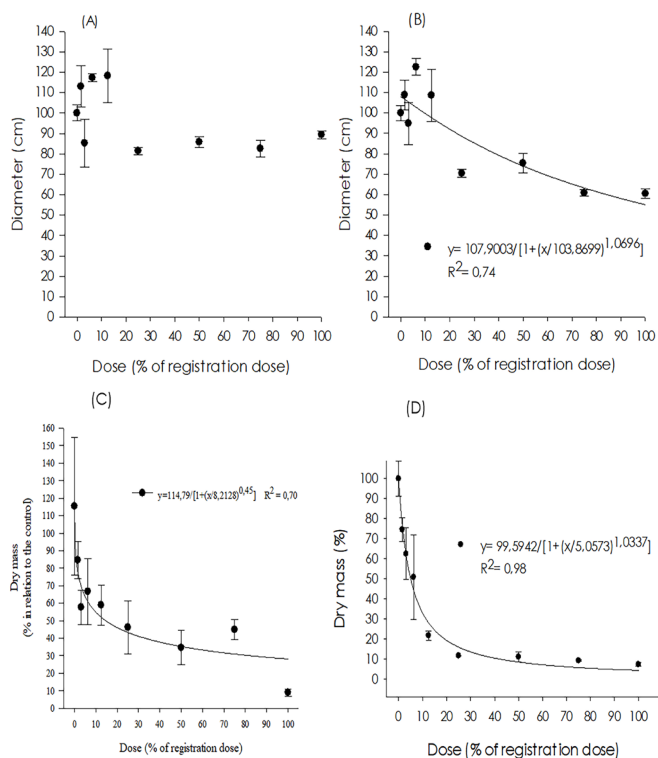 (A)
140
130
120
110
100
90
80
70
60
50
40
30
20
10
0
Diameter (cm)
0 10 20 30 40 50 60 70 80 90 100
Dose (% of registration dose)
(B)
140
130
120
110
100
90
80
70
60
50
40
30
20
10
0
Diameter (cm)
y= 107,9003/[1+(x/103,8699)1,0696]
R2= 0,74
0 10 20 30 40 50 60 70 80 90 100
Dose (% of registration dose)
(C)
160
150
140
130
120
110
100
90
80
70
60
50
40
30
20
10
0
Dry mass
(% in relation to the control)
y=114,79/[1+(x/8,2128)0,45] R2 = 0,70
0 10 20 30 40 50 60 70 80 90 100
Dose (% of registration dose)
(D)
100
90
80
70
60
50
40
30
20
10
0
Dry mass (%)
y= 99,5942/[1+(x/5,0573)1,0337]
R2= 0,98
0 10 20 30 40 50 60 70 80 90 100
Dose (% of registration dose)